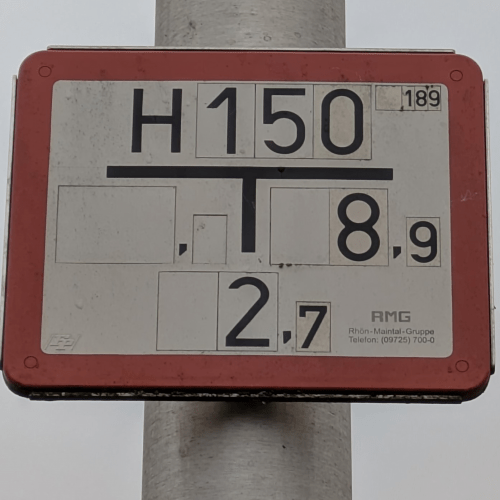 H150 189
, 8,9
2,7
RMG
Rhön-Maintal-Gruppe
Telefon: (09725) 700-0